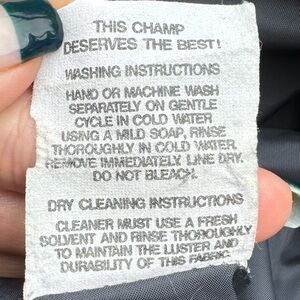 THIS CHAMP
DESERVES THE BEST!
WASHING INSTRUCTIONS
HAND OR MACHINE WASH
SEPARATELY ON GENTLE
CYCLE IN COLD WATER
USING A MILD SOAP, RINSE
THOROUGHLY IN COLD WATER.
REMOVE IMMEDIATELY. LINE DRY.
DO NOT BLEACH.
DRY CLEANING INSTRUCTIONS
CLEANER MUST USE A FRESH
SOLVENT AND RINSE THOROUGHLY
TO MAINTAIN THE LUSTER AND
DURABILITY OF THIS FABRIC.